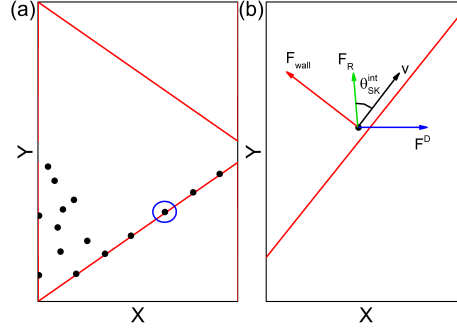 (a)
Y
X
(b)
Y
X
F_wall
F_R
θ_SK^int
v
F^D